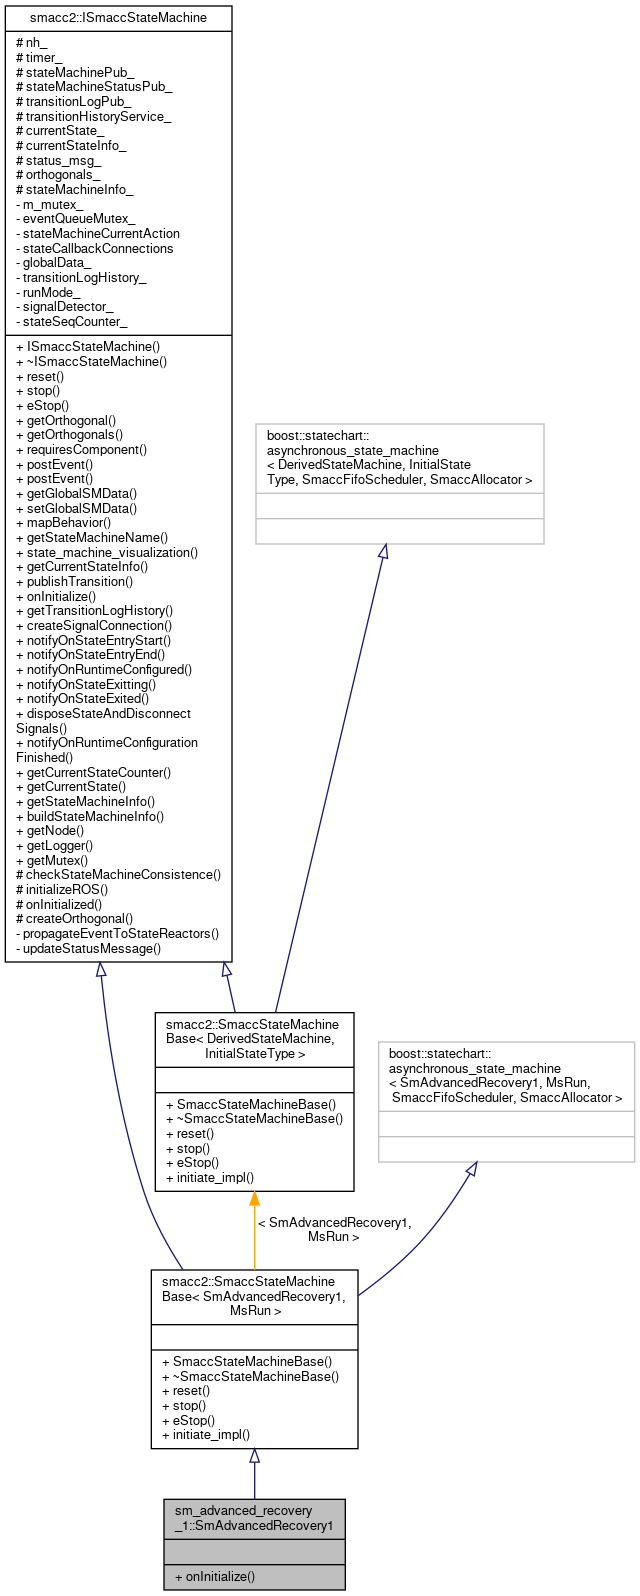 smacc2::ISmaccStateMachine
# nh_
# timer_
# stateMachinePub_
# stateMachineStatusPub_
# transitionLogPub_
# transitionHistoryService_
# currentState_
# currentStateInfo_
# status_msg_
# orthogonals_
# stateMachineInfo_
- m_mutex_
- eventQueueMutex_
- stateMachineCurrentAction
- stateCallbackConnections
- globalData_
- transitionLogHistory_
- runMode_
- signalDetector_
- stateSeqCounter_
+ ISmaccStateMachine()
+ ~ISmaccStateMachine()
+ reset()
+ stop()
+ eStop()
+ getOrthogonal()
+ getOrthogonals()
+ requiresComponent()
+ postEvent()
+ postEvent()
+ getGlobalSMData()
+ setGlobalSMData()
+ mapBehavior()
+ getStateMachineName()
+ state_machine_visualization()
+ getCurrentStateInfo()
+ publishTransition()
+ onInitialize()
+ getTransitionLogHistory()
+ createSignalConnection()
+ notifyOnStateEntryStart()
+ notifyOnStateEntryEnd()
+ notifyOnRuntimeConfigured()
+ notifyOnStateExitting()
+ notifyOnStateExited()
+ disposeStateAndDisconnect
Signals()
+ notifyOnRuntimeConfiguration
Finished()
+ getCurrentStateCounter()
+ getCurrentState()
+ getStateMachineInfo()
+ buildStateMachineInfo()
+ getNode()
+ getLogger()
+ getMutex()
# checkStateMachineConsistence()
# initializeROS()
# onInitialized()
# createOrthogonal()
- propagateEventToStateReactors()
- updateStatusMessage()
boost::statechart::
asynchronous_state_machine
< DerivedStateMachine, InitialState
Type, SmaccFifoScheduler, SmaccAllocator >
smacc2::SmaccStateMachine
Base< DerivedStateMachine,
InitialStateType >
+ SmaccStateMachineBase()
+ ~SmaccStateMachineBase()
+ reset()
+ stop()
+ eStop()
+ initiate_impl()
boost::statechart::
asynchronous_state_machine
< SmAdvancedRecovery1, MsRun,
SmaccFifoScheduler, SmaccAllocator >
< SmAdvancedRecovery1,
MsRun >
smacc2::SmaccStateMachine
Base< SmAdvancedRecovery1,
MsRun >
+ SmaccStateMachineBase()
+ ~SmaccStateMachineBase()
+ reset()
+ stop()
+ eStop()
+ initiate_impl()
sm_advanced_recovery
_1::SmAdvancedRecovery1
+ onInitialize()